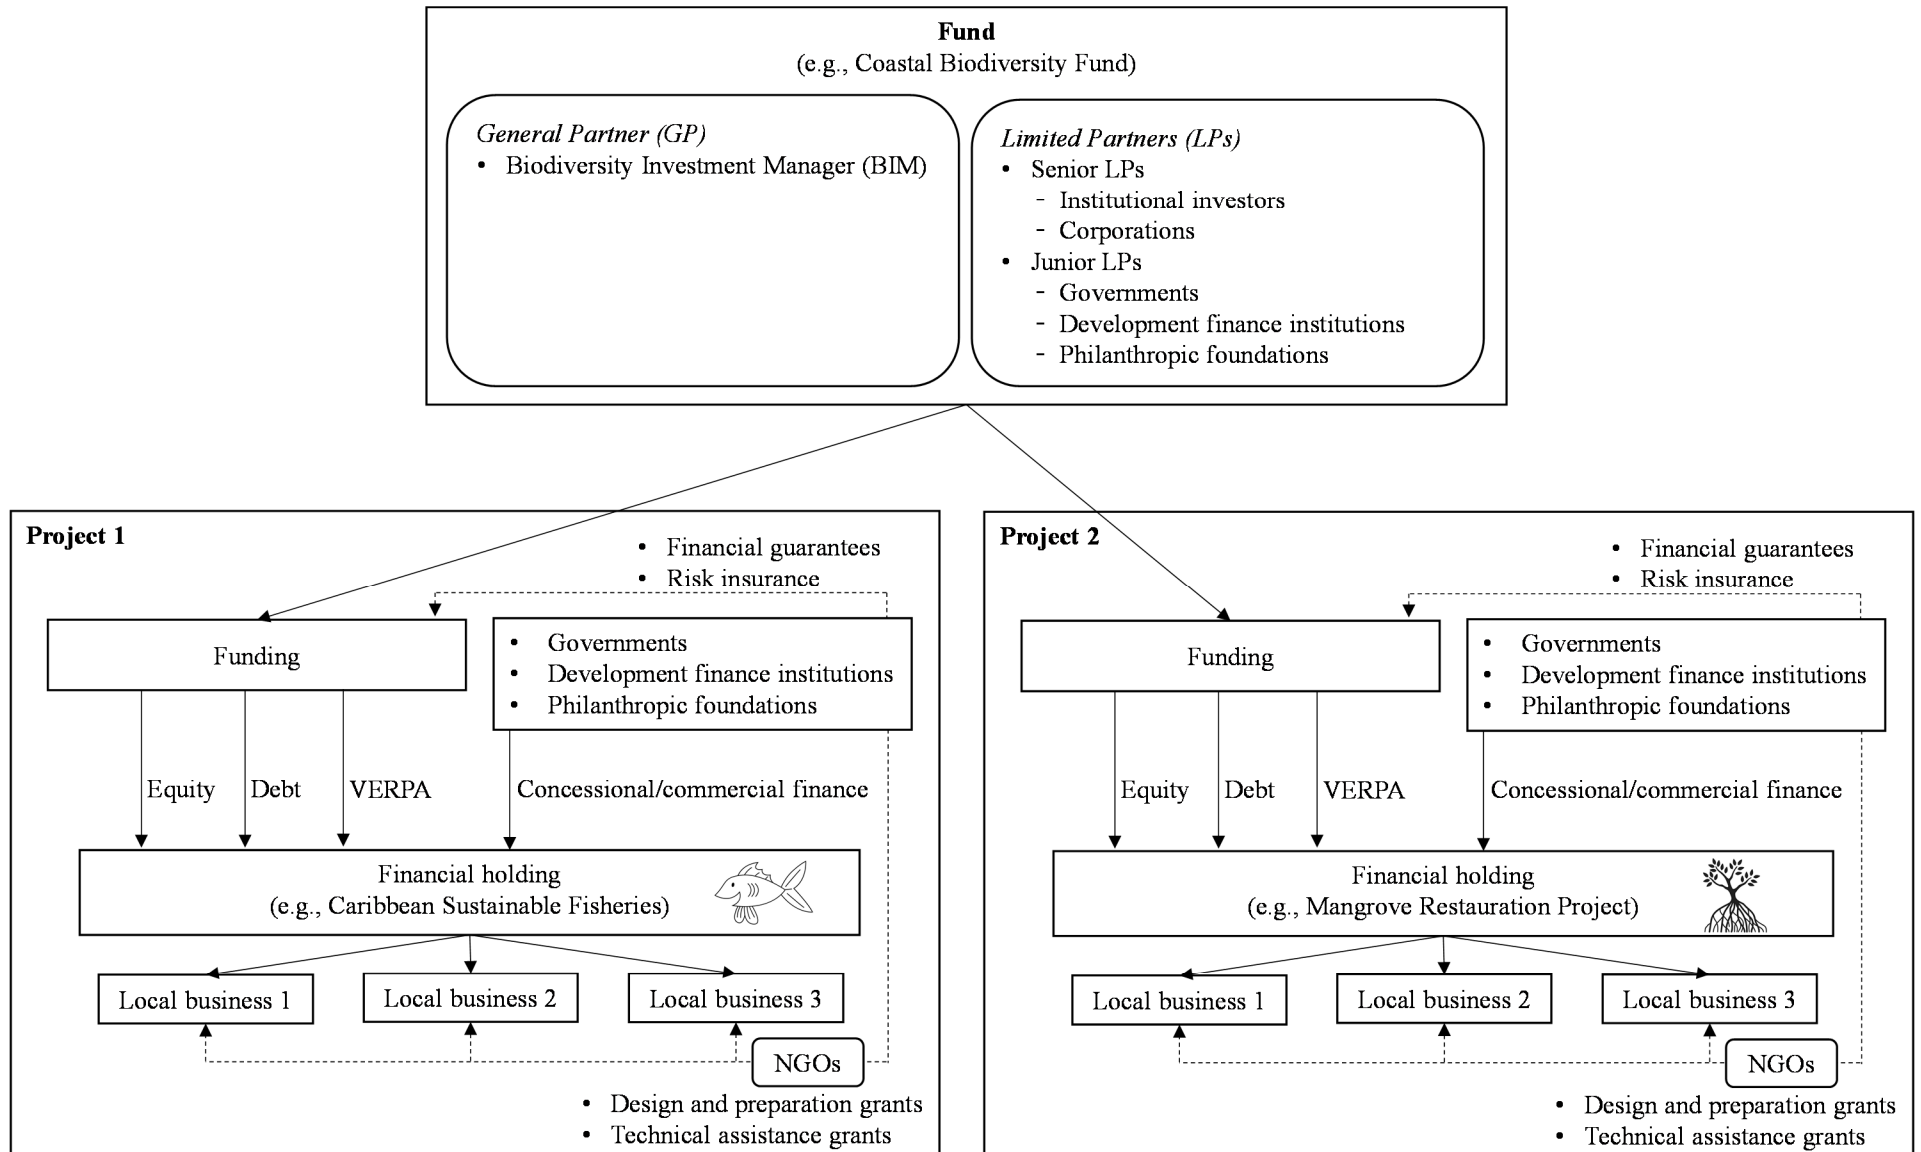 Fund
(e.g., Coastal Biodiversity Fund)
General Partner (GP)
• Biodiversity Investment Manager (BIM)
Limited Partners (LPs)
• Senior LPs
- Institutional investors
- Corporations
• Junior LPs
- Governments
- Development finance institutions
- Philanthropic foundations
Project 1
• Financial guarantees
• Risk insurance
Funding
• Governments
• Development finance institutions
• Philanthropic foundations
Equity
Debt
VERPA
Concessional/commercial finance
Financial holding
(e.g., Caribbean Sustainable Fisheries)
Local business 1
Local business 2
Local business 3
NGOs
• Design and preparation grants
• Technical assistance grants
Project 2
• Financial guarantees
• Risk insurance
Funding
• Governments
• Development finance institutions
• Philanthropic foundations
Equity
Debt
VERPA
Concessional/commercial finance
Financial holding
(e.g., Mangrove Restauration Project)
Local business 1
Local business 2
Local business 3
NGOs
• Design and preparation grants
• Technical assistance grants